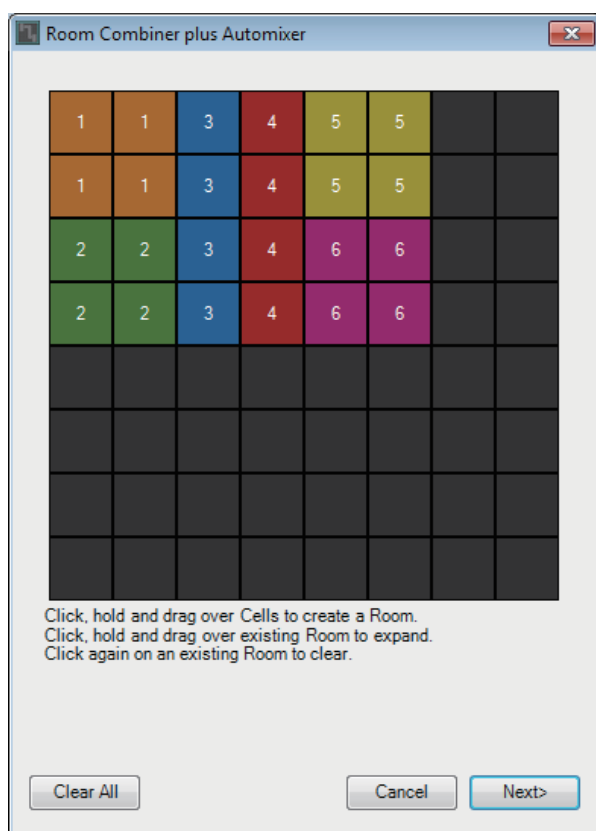 Room Combiner plus Automixer
1 1 3 4 5 5
1 1 3 4 5 5
2 2 3 4 6 6
2 2 3 4 6 6
Click, hold and drag over Cells to create a Room.
Click, hold and drag over existing Room to expand.
Click again on an existing Room to clear.
Clear All Cancel Next>